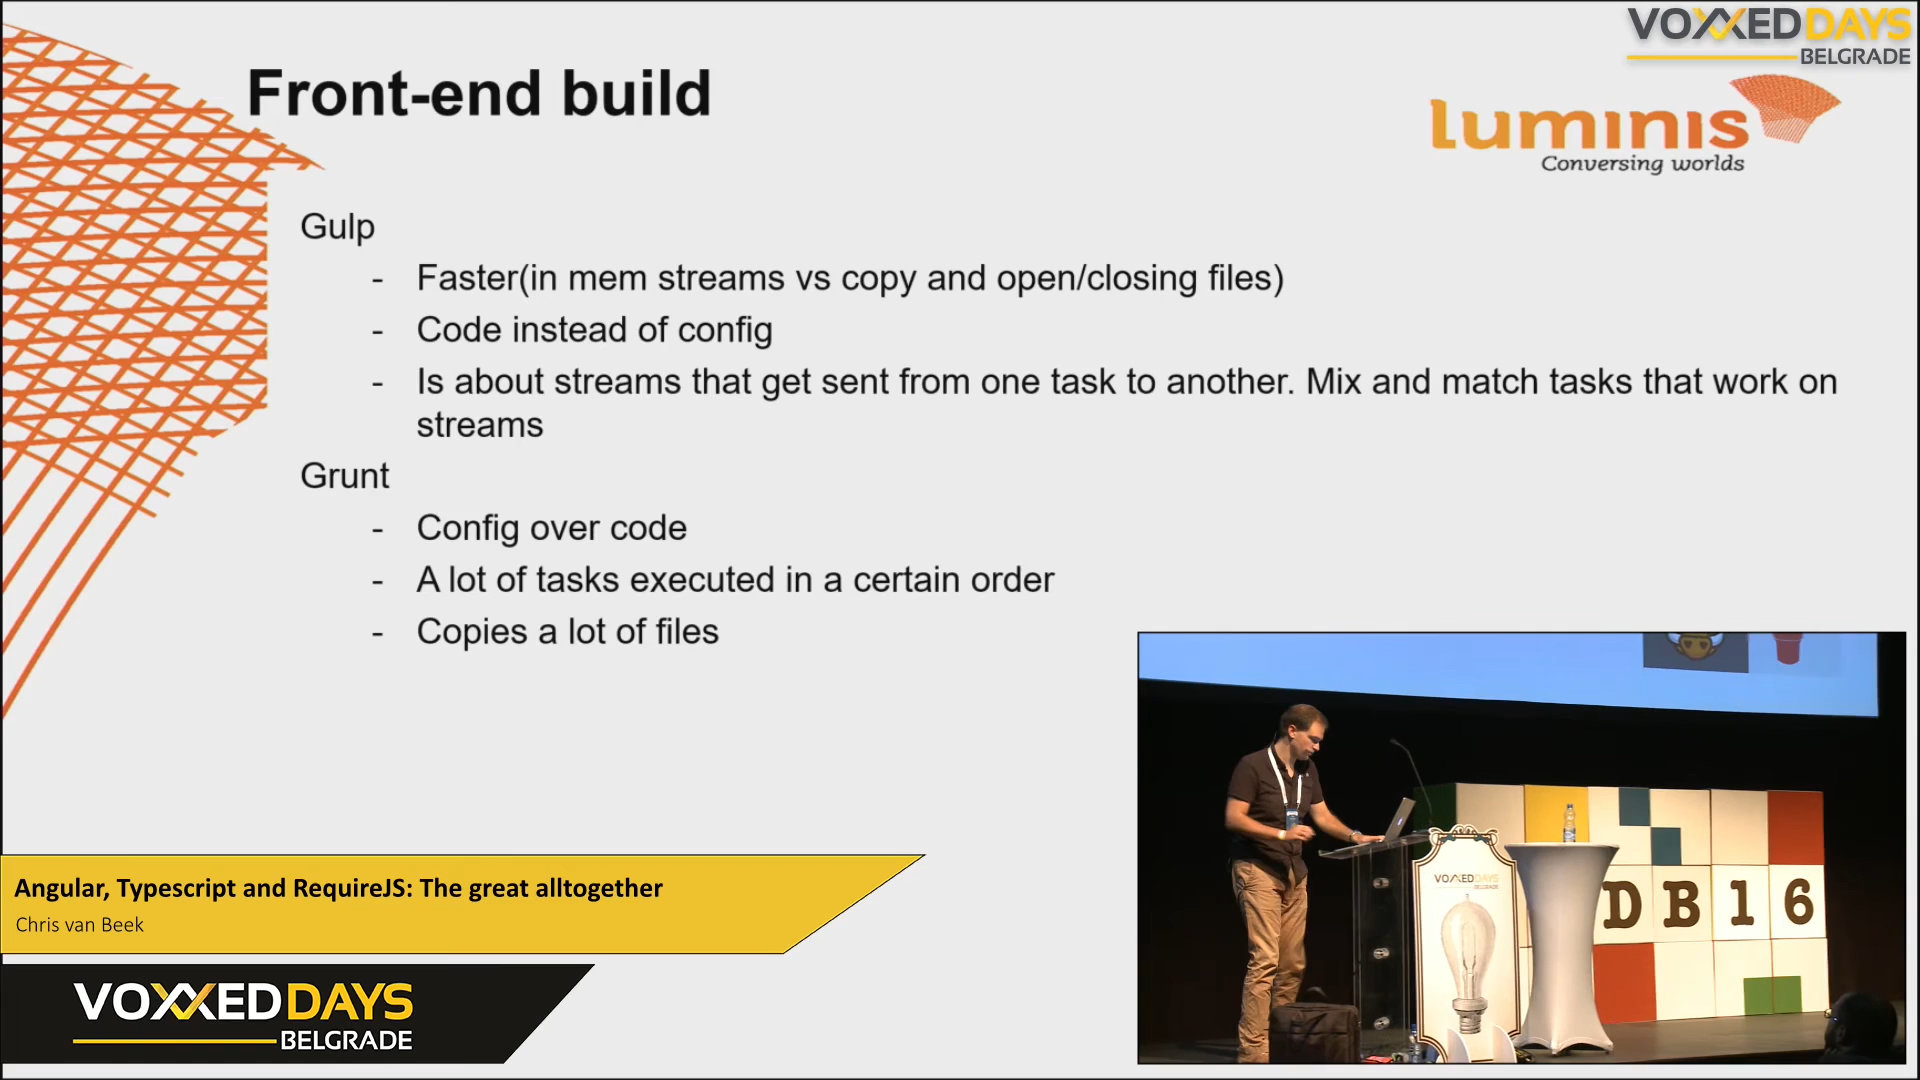 VOXXEDDAYS
BELGRADE
Front-end build
luminis
Conversing worlds
Gulp
- Faster(in mem streams vs copy and open/closing files)
- Code instead of config
- Is about streams that get sent from one task to another. Mix and match tasks that work on
streams
Grunt
- Config over code
- A lot of tasks executed in a certain order
- Copies a lot of files
Angular, Typescript and RequireJS: The great alltogether
Chris van Beek
VOXXEDDAYS
BELGRADE
VOXXEDDAYS
BELGRADE
DB16